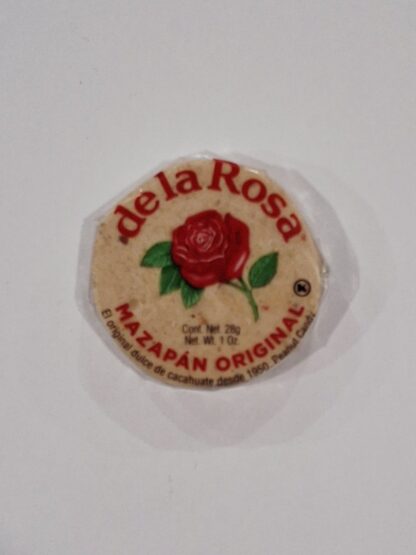 de la Rosa
K
Cont. Net. 28g
Net. Wt. 1 Oz.
MAZAPÁN ORIGINAL
El original dulce de cacahuate desde 1950. Peanut Candy